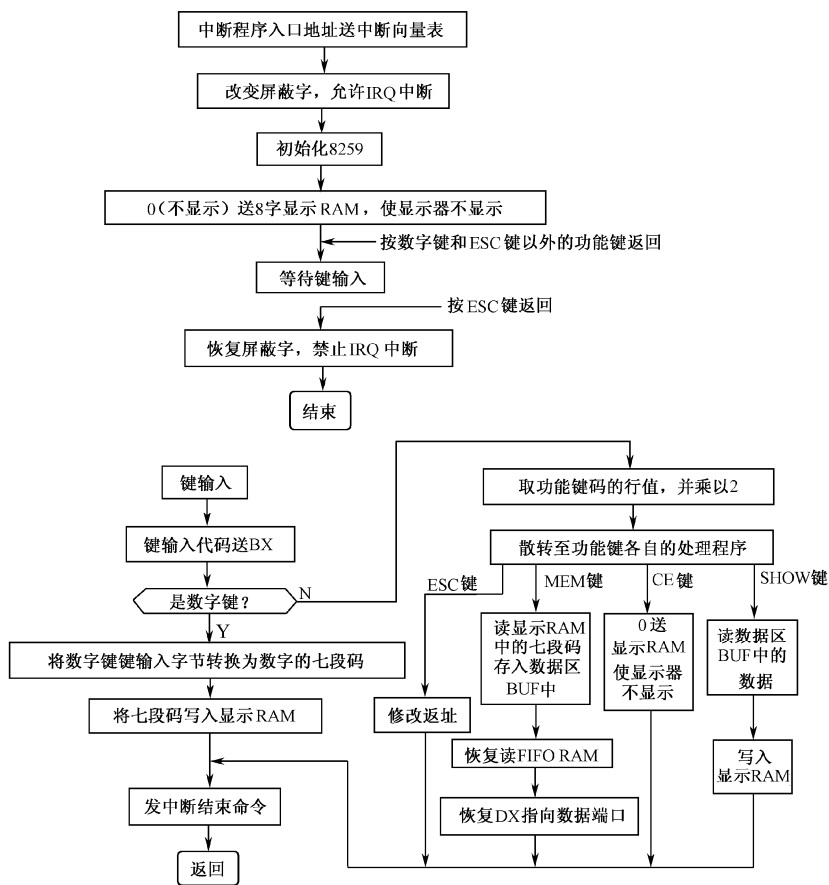 中断程序入口地址送中断向量表
改变屏蔽字，允许IRQ中断
初始化8259
0（不显示）送8字显示RAM，使显示器不显示
按数字键和ESC键以外的功能键返回
等待键输入
按ESC键返回
恢复屏蔽字，禁止IRQ中断
结束
键输入
键输入代码送BX
是数字键？
N
Y
将数字键键输入字节转换为数字的七段码
将七段码写入显示RAM
发中断结束命令
返回
取功能键码的行值，并乘以2
散转至功能键各自的处理程序
ESC键
MEM键
CE键
SHOW键
修改返址
读显示RAM
中的七段码
存入数据区
BUF中
恢复读FIFO RAM
恢复DX指向数据端口
0送
显示RAM
使显示器
不显示
读数据区
BUF中的
数据
写入
显示RAM